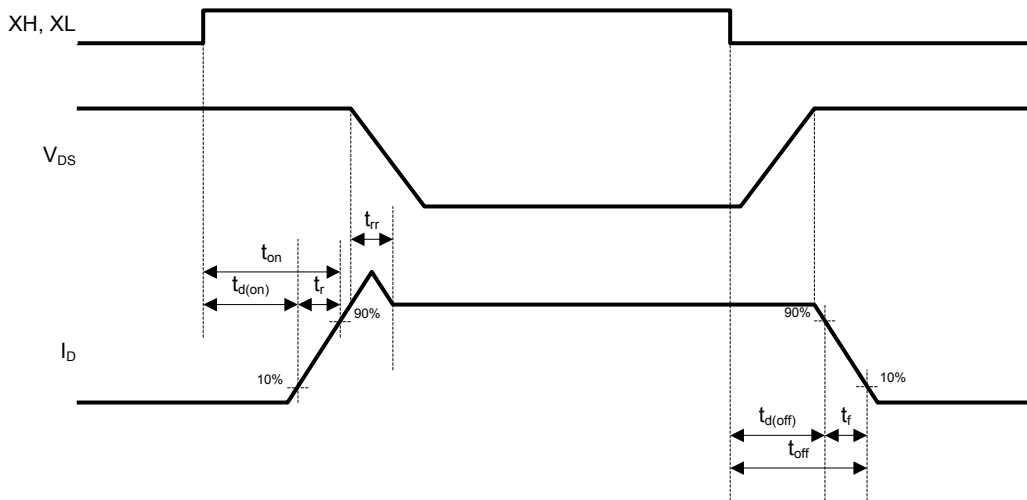 XH, XL
VDS
trr
ton
td(on) tr
90% 90%
ID
10% 10%
td(off) tf
toff